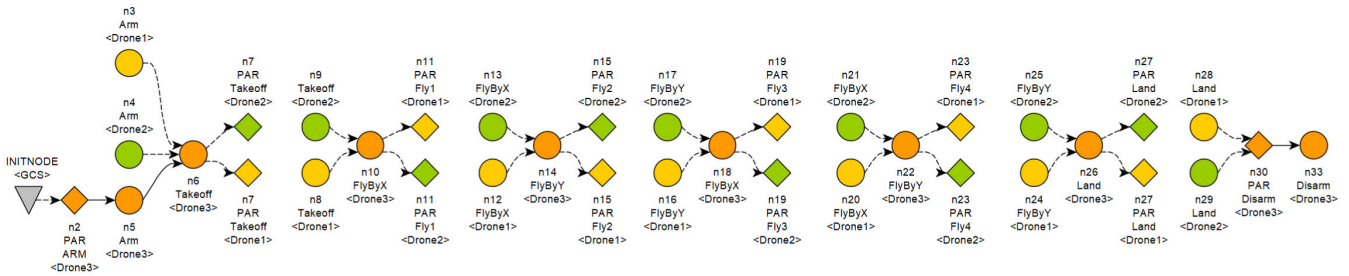 INITNODE
<GCS>
n2
PAR
ARM
<Drone3>
n3
Arm
<Drone1>
n4
Arm
<Drone2>
n5
Arm
<Drone3>
n6
Takeoff
<Drone3>
n7
PAR
Takeoff
<Drone2>
n7
PAR
Takeoff
<Drone1>
n9
Takeoff
<Drone2>
n8
Takeoff
<Drone1>
n10
FlyByX
<Drone3>
n11
PAR
Fly1
<Drone1>
n11
PAR
Fly1
<Drone2>
n13
FlyByX
<Drone2>
n12
FlyByX
<Drone1>
n14
FlyByY
<Drone3>
n15
PAR
Fly2
<Drone2>
n15
PAR
Fly2
<Drone1>
n17
FlyByY
<Drone2>
n16
FlyByY
<Drone1>
n18
FlyByX
<Drone3>
n19
PAR
Fly3
<Drone1>
n19
PAR
Fly3
<Drone2>
n21
FlyByX
<Drone2>
n20
FlyByX
<Drone1>
n22
FlyByY
<Drone3>
n23
PAR
Fly4
<Drone1>
n23
PAR
Fly4
<Drone2>
n25
FlyByY
<Drone2>
n24
FlyByY
<Drone1>
n26
Land
<Drone3>
n27
PAR
Land
<Drone2>
n27
PAR
Land
<Drone1>
n28
Land
<Drone1>
n29
Land
<Drone2>
n30
PAR
Disarm
<Drone3>
n33
Disarm
<Drone3>